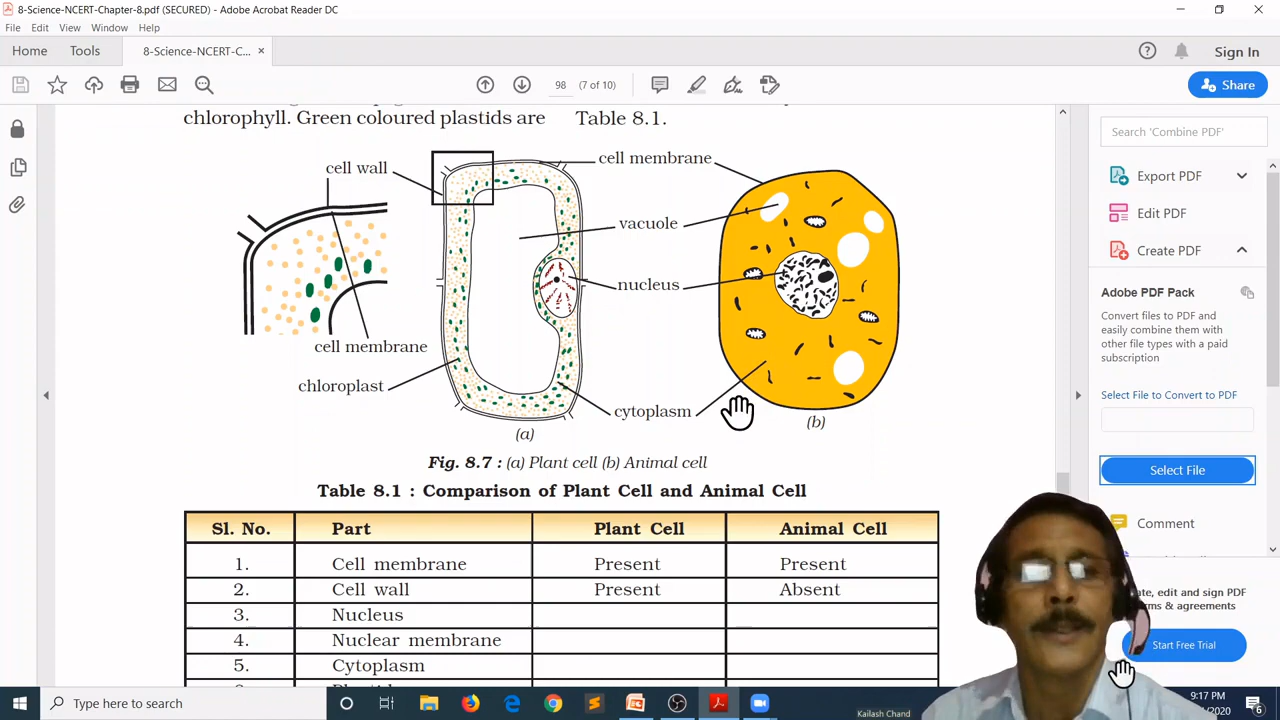 8-Science-NCERT-Chapter-8.pdf (SECURED) - Adobe Acrobat Reader DC
File Edit View Window Help
Home Tools 8-Science-NCERT-C... × Sign In
98 (7 of 10) Share
chlorophyll. Green coloured plastids are Table 8.1.
cell wall
cell membrane
vacuole
nucleus
cell membrane
chloroplast
cytoplasm
(a)
(b)
Fig. 8.7 : (a) Plant cell (b) Animal cell
Table 8.1 : Comparison of Plant Cell and Animal Cell
Sl. No. Part Plant Cell Animal Cell
1. Cell membrane Present Present
2. Cell wall Present Absent
3. Nucleus
4. Nuclear membrane
5. Cytoplasm
Search 'Combine PDF'
Export PDF
Edit PDF
Create PDF
Adobe PDF Pack
Convert files to PDF and
easily combine them with
other file types with a paid
subscription
Select File to Convert to PDF
Select File
Comment
edit and sign PDF
& agreements
Start Free Trial
Type here to search
Kailash Chand
9:17 PM
6